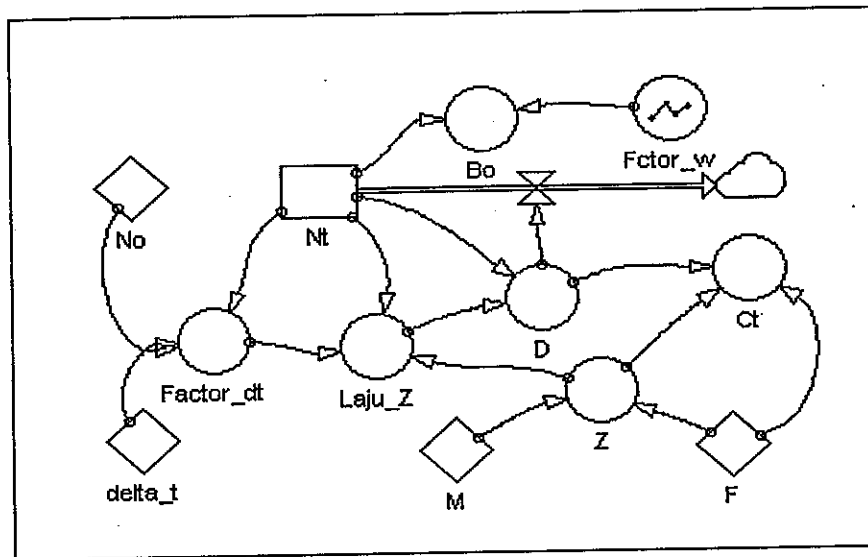 Bo
Fctor_w
No
Nt
D
Ct
Factor_dt
Laju_Z
Z
delta_t
M
F